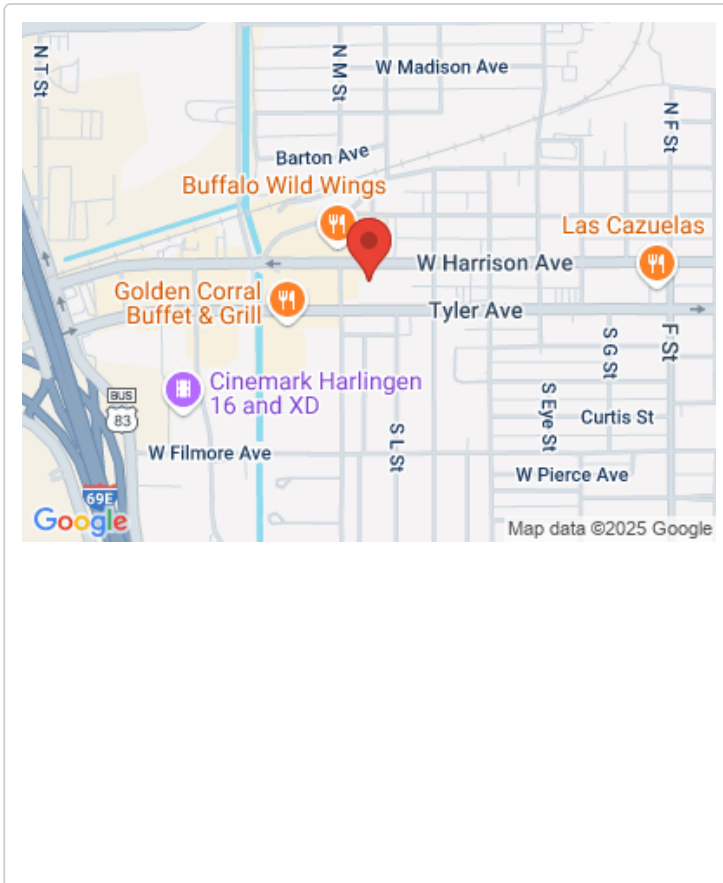 N T St
N M St
W Madison Ave
N F St
Barton Ave
Buffalo Wild Wings
Las Cazuelas
W Harrison Ave
Golden Corral
Buffet & Grill
Tyler Ave
F St
S G St
Cinemark Harlingen
16 and XD
BUS
83
S Eye St
Curtis St
S L St
W Filmore Ave
W Pierce Ave
69E
Google
Map data ©2025 Google